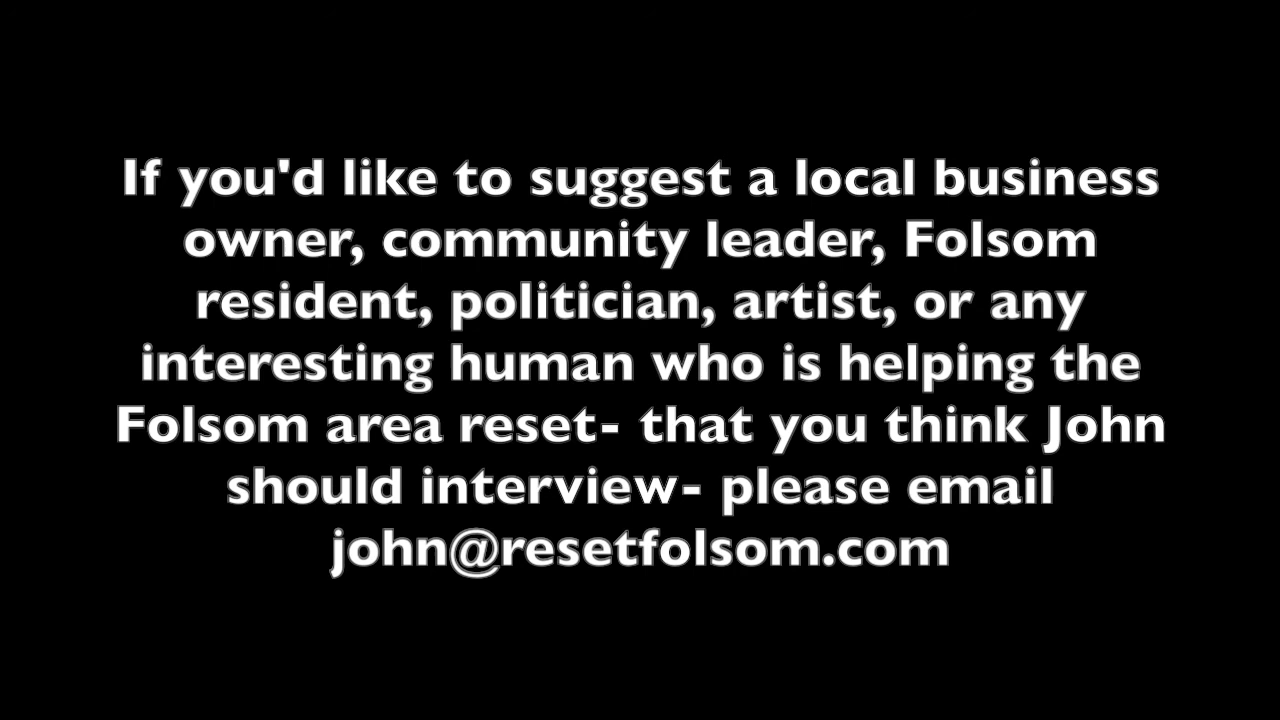 If you'd like to suggest a local business
owner, community leader, Folsom
resident, politician, artist, or any
interesting human who is helping the
Folsom area reset- that you think John
should interview- please email
john@resetfolsom.com